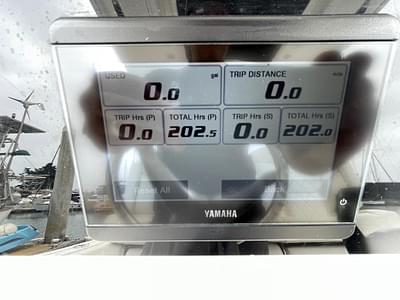 USED gal TRIP DISTANCE mile
0.0 0.0
TRIP Hrs (P) TOTAL Hrs (P) TRIP Hrs (S) TOTAL Hrs (S)
0.0 202.5 0.0 202.0
Reset All Back
YAMAHA